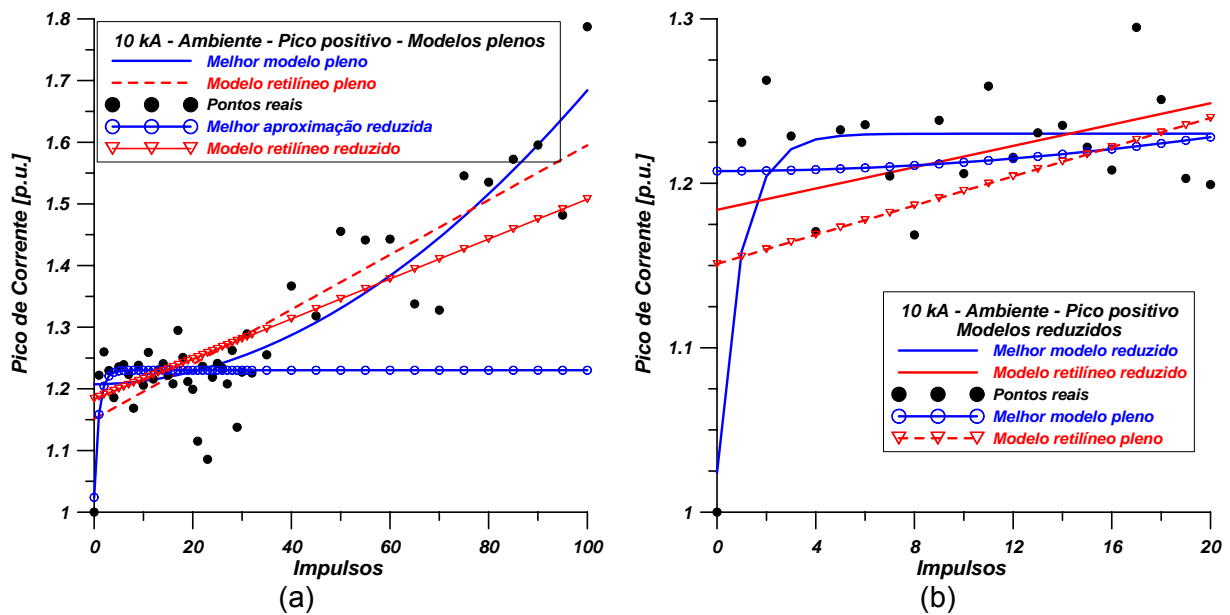 10 kA - Ambiente - Pico positivo - Modelos plenos
Melhor modelo pleno
Modelo retilíneo pleno
Pontos reais
Melhor aproximação reduzida
Modelo retilíneo reduzido
Pico de Corrente [p.u.]
1.8
1.7
1.6
1.5
1.4
1.3
1.2
1.1
1
0
20
40
60
80
100
Impulsos
(a)
Pico de Corrente [p.u.]
1.3
1.2
1.1
1
10 kA - Ambiente - Pico positivo
Modelos reduzidos
Melhor modelo reduzido
Modelo retilíneo reduzido
Pontos reais
Melhor modelo pleno
Modelo retilíneo pleno
0
4
8
12
16
20
Impulsos
(b)